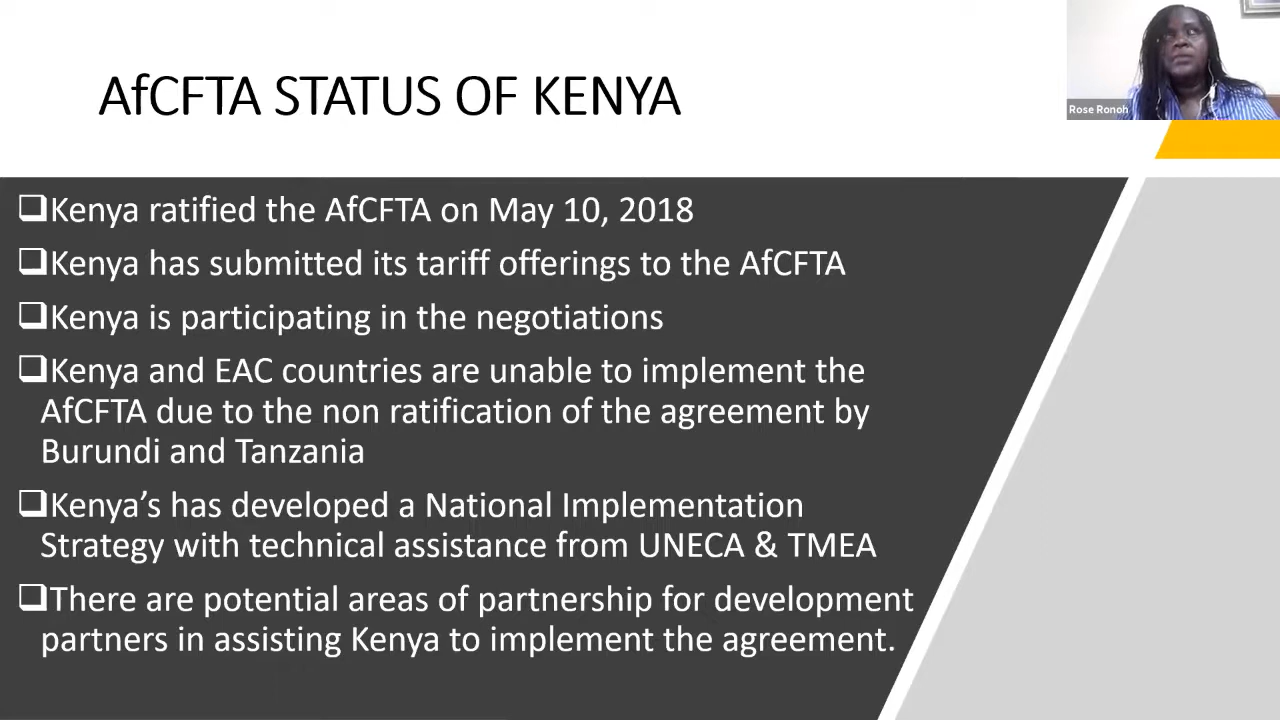 AfCFTA STATUS OF KENYA
Rose Ronoh
❑Kenya ratified the AfCFTA on May 10, 2018
❑Kenya has submitted its tariff offerings to the AfCFTA
❑Kenya is participating in the negotiations
❑Kenya and EAC countries are unable to implement the
AfCFTA due to the non ratification of the agreement by
Burundi and Tanzania
❑Kenya’s has developed a National Implementation
Strategy with technical assistance from UNECA & TMEA
❑There are potential areas of partnership for development
partners in assisting Kenya to implement the agreement.